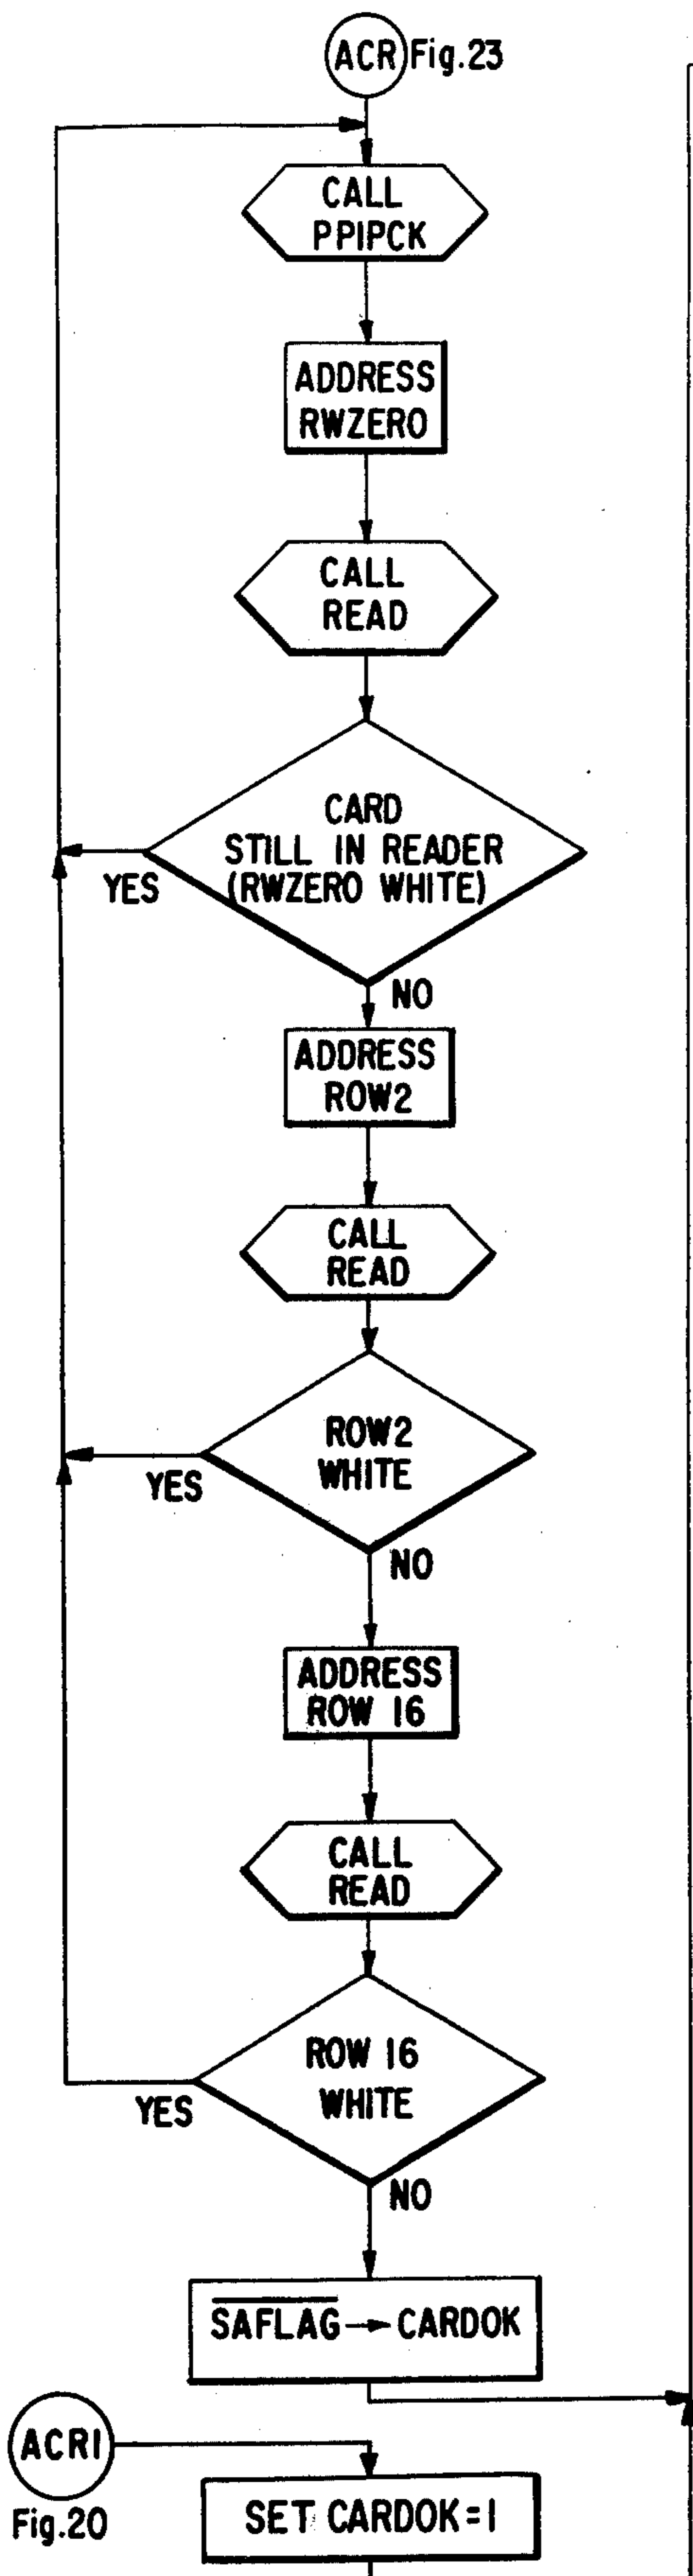 ACR Fig.23
CALL
PPIPCK
ADDRESS
RWZERO
CALL
READ
CARD
STILL IN READER
(RWZERO WHITE)
YES
NO
ADDRESS
ROW2
CALL
READ
ROW2
WHITE
YES
NO
ADDRESS
ROW 16
CALL
READ
ROW 16
WHITE
YES
NO
S̅A̅F̅L̅A̅G̅ → CARDOK
ACR1
Fig.20
SET CARDOK=1